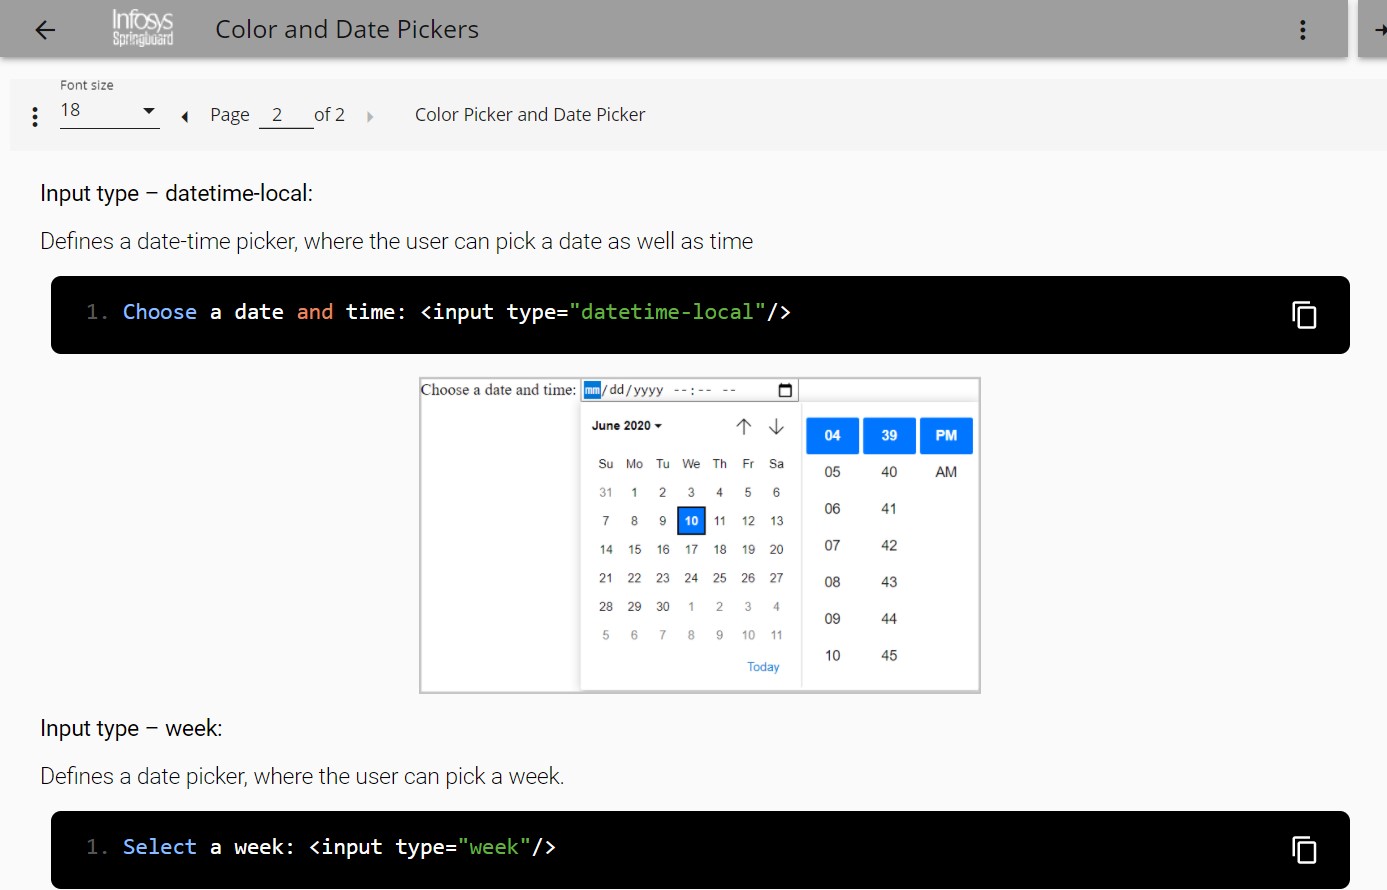 Infosys
Springboard
Color and Date Pickers
Font size
18
Page 2 of 2
Color Picker and Date Picker
Input type – datetime-local:
Defines a date-time picker, where the user can pick a date as well as time
1. Choose a date and time: <input type="datetime-local"/>
Choose a date and time: mm/dd/yyyy --:-- --
June 2020
Su Mo Tu We Th Fr Sa
31 1 2 3 4 5 6
7 8 9 10 11 12 13
14 15 16 17 18 19 20
21 22 23 24 25 26 27
28 29 30 1 2 3 4
5 6 7 8 9 10 11
Today
04 39 PM
05 40 AM
06 41
07 42
08 43
09 44
10 45
Input type – week:
Defines a date picker, where the user can pick a week.
1. Select a week: <input type="week"/>